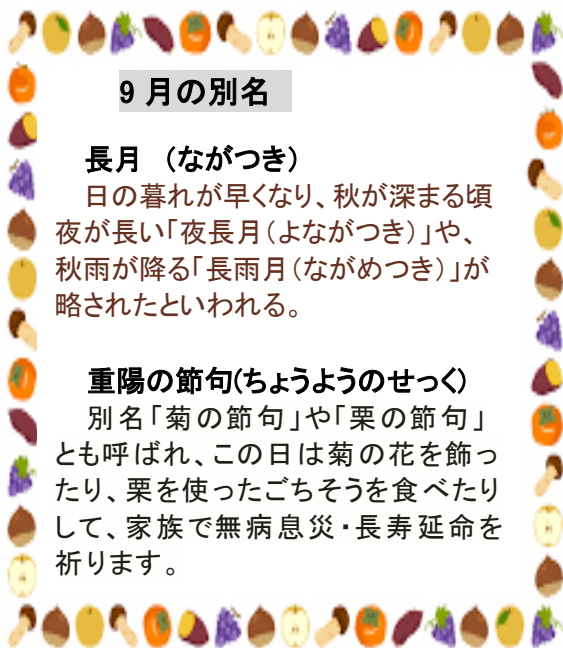 9月の別名
長月　（ながつき）
日の暮れが早くなり、秋が深まる頃
夜が長い「夜長月（よながつき）」や、
秋雨が降る「長雨月（ながめつき）」が
略されたといわれる。
重陽の節句(ちょうようのせっく)
別名「菊の節句」や「栗の節句」
とも呼ばれ、この日は菊の花を飾っ
たり、栗を使ったごちそうを食べたり
して、家族で無病息災・長寿延命を
祈ります。